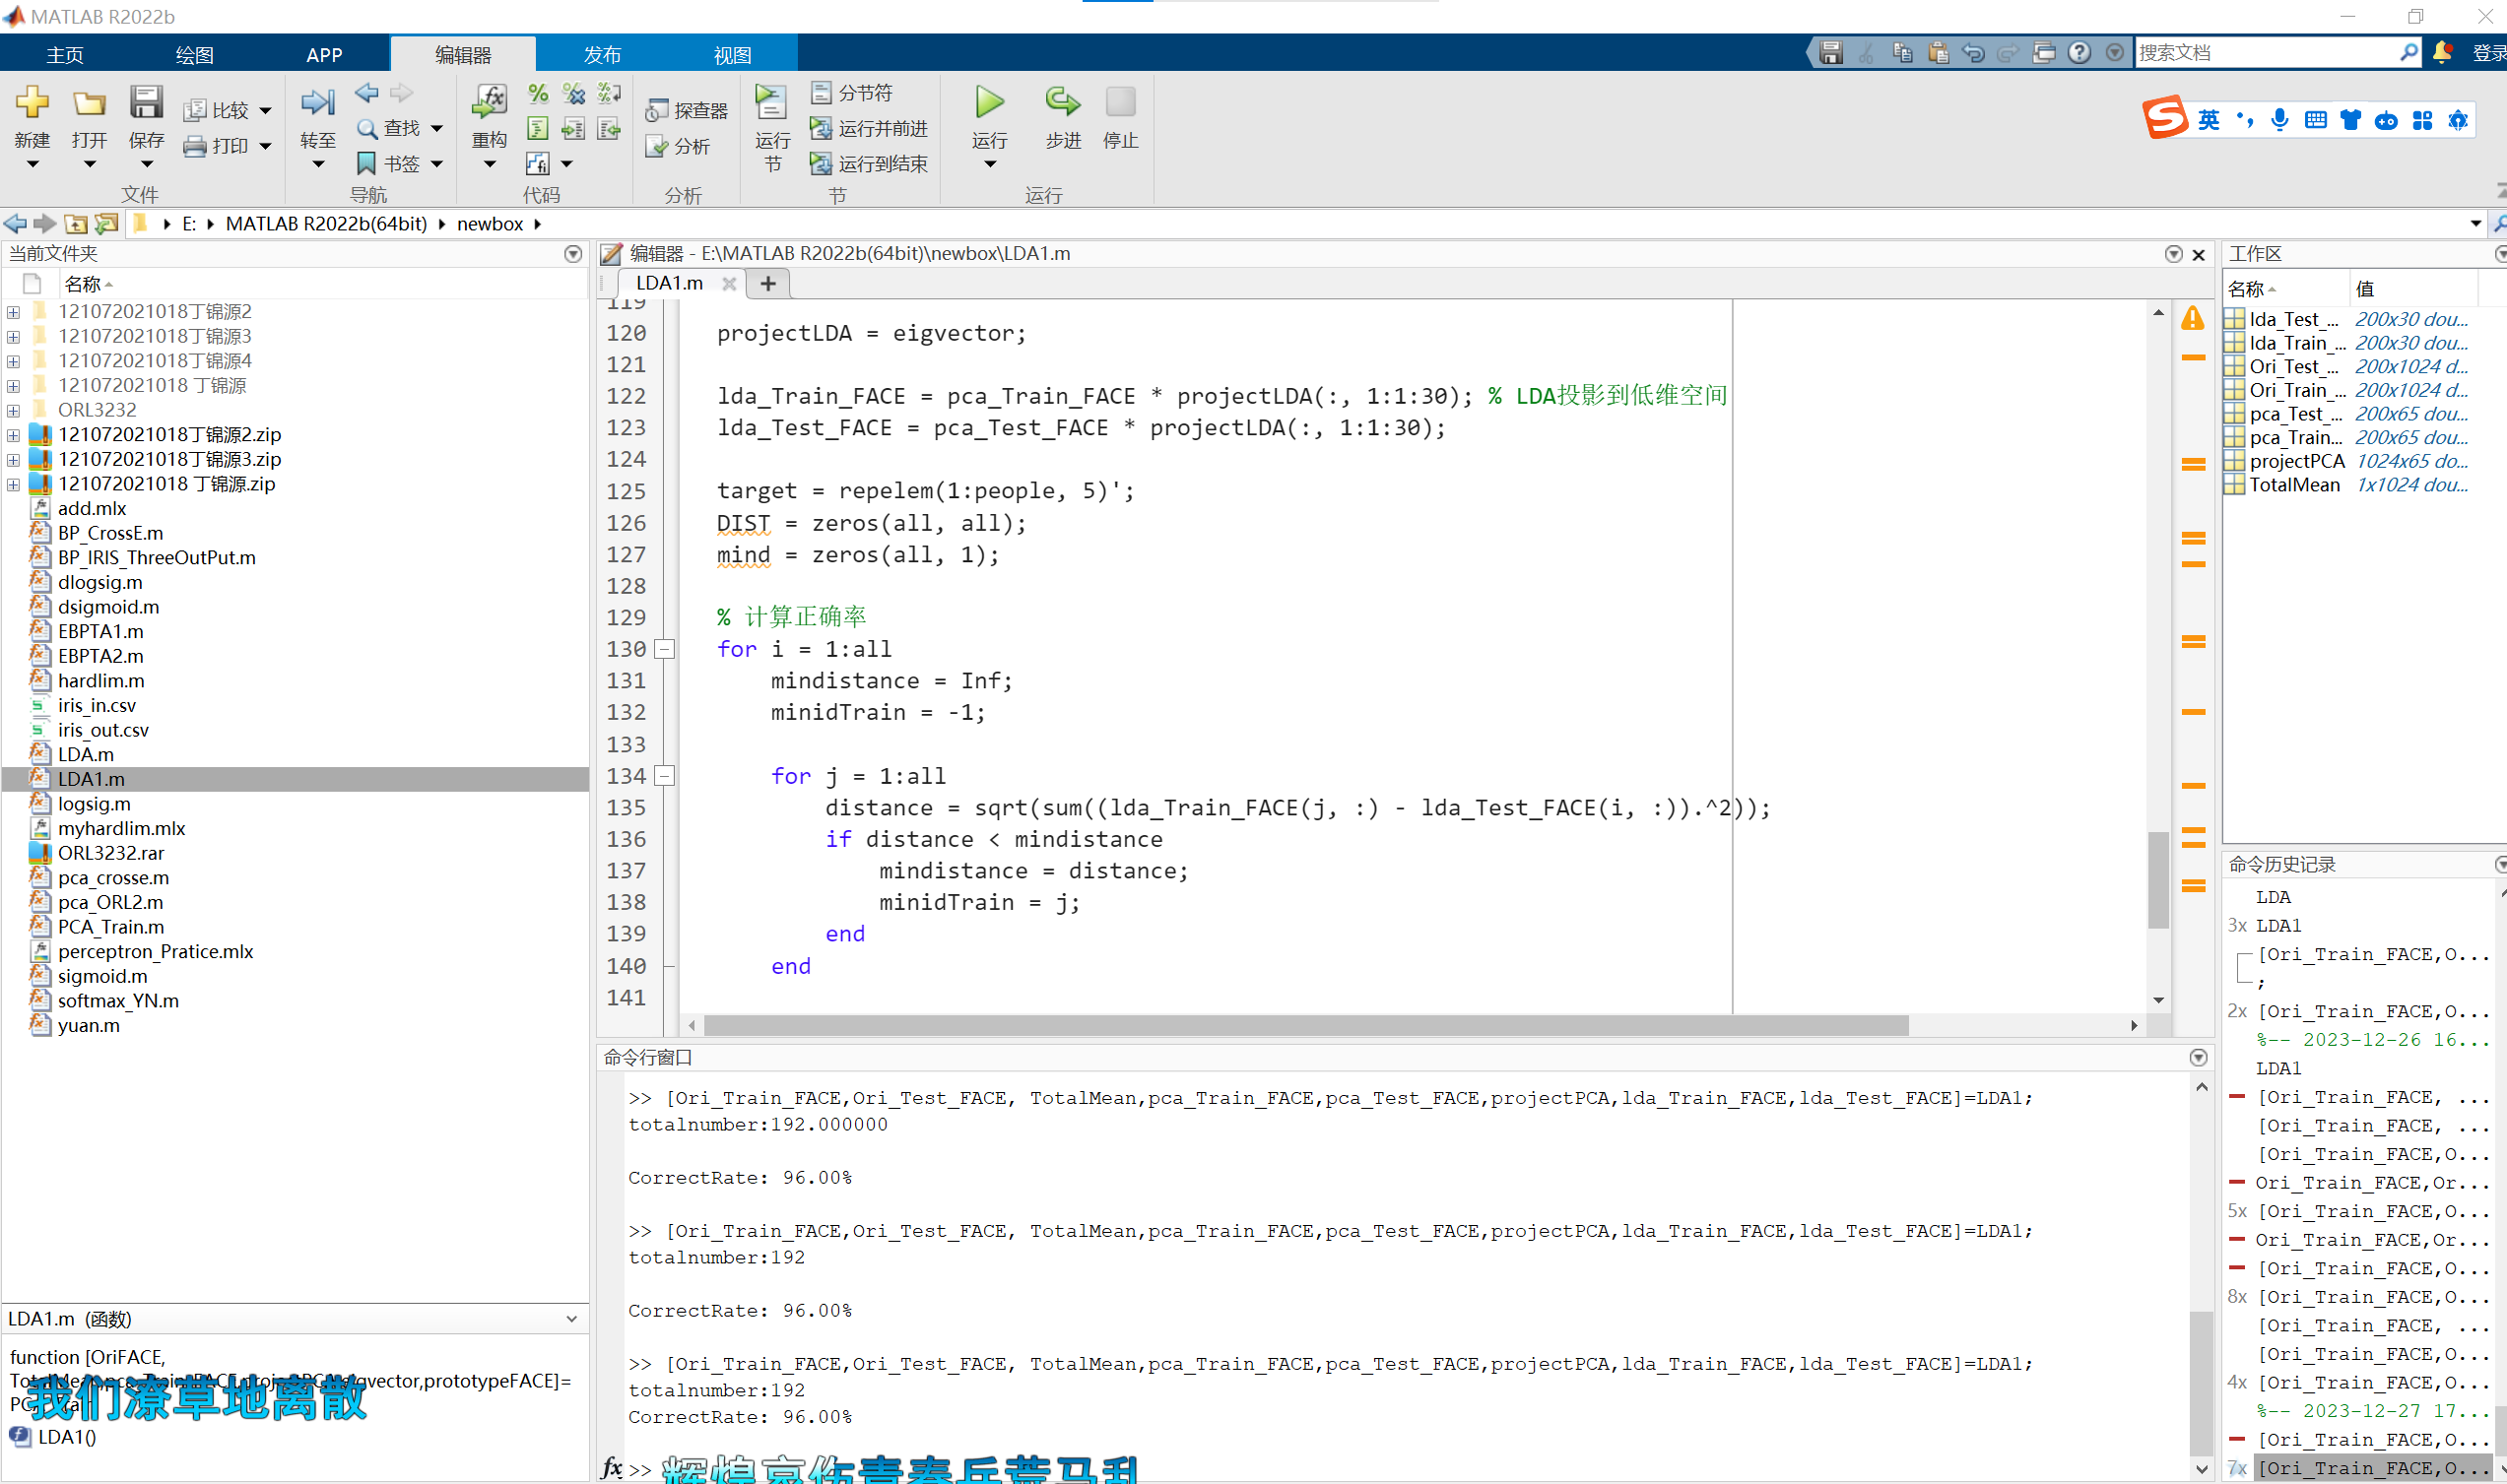 MATLAB R2022b
主页 绘图 APP 编辑器 发布 视图 搜索文档 登录
新建 打开 保存 比较 打印 转至 查找 书签 重构 探查器 分析 运行节 分节符 运行并前进 运行到结束 运行 步进 停止 英
文件 导航 代码 分析 节 运行
E: MATLAB R2022b(64bit) newbox
当前文件夹
名称
121072021018丁锦源2
121072021018丁锦源3
121072021018丁锦源4
121072021018 丁锦源
ORL3232
121072021018丁锦源2.zip
121072021018丁锦源3.zip
121072021018 丁锦源.zip
add.mlx
BP_CrossE.m
BP_IRIS_ThreeOutPut.m
dlogsig.m
dsigmoid.m
EBPTA1.m
EBPTA2.m
hardlim.m
iris_in.csv
iris_out.csv
LDA.m
LDA1.m
logsig.m
myhardlim.mlx
ORL3232.rar
pca_crosse.m
pca_ORL2.m
PCA_Train.m
perceptron_Pratice.mlx
sigmoid.m
softmax_YN.m
yuan.m
LDA1.m (函数)
function [OriFACE,
我们潦草地离散
LDA1()
编辑器 - E:\MATLAB R2022b(64bit)\newbox\LDA1.m
LDA1.m
119
120 projectLDA = eigvector;
121
122 lda_Train_FACE = pca_Train_FACE * projectLDA(:, 1:1:30); % LDA投影到低维空间
123 lda_Test_FACE = pca_Test_FACE * projectLDA(:, 1:1:30);
124
125 target = repelem(1:people, 5)';
126 DIST = zeros(all, all);
127 mind = zeros(all, 1);
128
129 % 计算正确率
130 for i = 1:all
131 mindistance = Inf;
132 minidTrain = -1;
133
134 for j = 1:all
135 distance = sqrt(sum((lda_Train_FACE(j, :) - lda_Test_FACE(i, :)).^2));
136 if distance < mindistance
137 mindistance = distance;
138 minidTrain = j;
139 end
140 end
141
命令行窗口
>> [Ori_Train_FACE,Ori_Test_FACE, TotalMean,pca_Train_FACE,pca_Test_FACE,projectPCA,lda_Train_FACE,lda_Test_FACE]=LDA1;
totalnumber:192.000000
CorrectRate: 96.00%
>> [Ori_Train_FACE,Ori_Test_FACE, TotalMean,pca_Train_FACE,pca_Test_FACE,projectPCA,lda_Train_FACE,lda_Test_FACE]=LDA1;
totalnumber:192
CorrectRate: 96.00%
>> [Ori_Train_FACE,Ori_Test_FACE, TotalMean,pca_Train_FACE,pca_Test_FACE,projectPCA,lda_Train_FACE,lda_Test_FACE]=LDA1;
totalnumber:192
CorrectRate: 96.00%
fx >> 辉煌哀伤青春兵荒马乱
工作区
名称 值
lda_Test_... 200x30 dou...
lda_Train_... 200x30 dou...
Ori_Test_... 200x1024 d...
Ori_Train_... 200x1024 d...
pca_Test_... 200x65 dou...
pca_Train... 200x65 dou...
projectPCA 1024x65 do...
TotalMean 1x1024 dou...
命令历史记录
LDA
3x LDA1
[Ori_Train_FACE,O...
;
2x [Ori_Train_FACE,O...
%-- 2023-12-26 16...
LDA1
[Ori_Train_FACE, ...
[Ori_Train_FACE, ...
[Ori_Train_FACE,O...
Ori_Train_FACE,Or...
5x [Ori_Train_FACE,O...
Ori_Train_FACE,Or...
[Ori_Train_FACE,O...
8x [Ori_Train_FACE,O...
[Ori_Train_FACE, ...
[Ori_Train_FACE,O...
4x [Ori_Train_FACE,O...
%-- 2023-12-27 17...
[Ori_Train_FACE,O...
7x [Ori_Train_FACE,O...